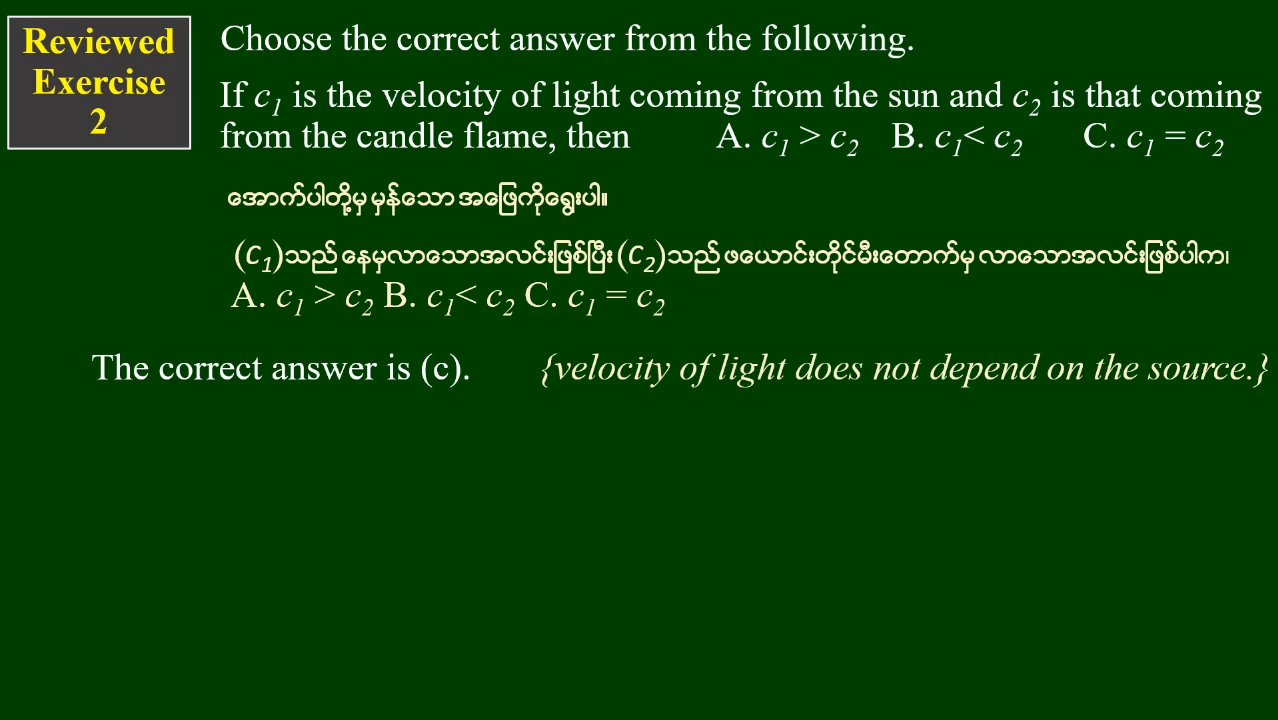 Reviewed
Exercise
2
Choose the correct answer from the following.
If c₁ is the velocity of light coming from the sun and c₂ is that coming
from the candle flame, then A. c₁ > c₂ B. c₁< c₂ C. c₁ = c₂
အောက်ပါတို့မှ မှန်သော အဖြေကိုရွေးပါ။
(C₁)သည် နေမှလာသောအလင်းဖြစ်ပြီး (C₂)သည် ဖယောင်းတိုင်မီးတောက်မှ လာသောအလင်းဖြစ်ပါက၊
A. c₁ > c₂ B. c₁< c₂ C. c₁ = c₂
The correct answer is (c). {velocity of light does not depend on the source.}